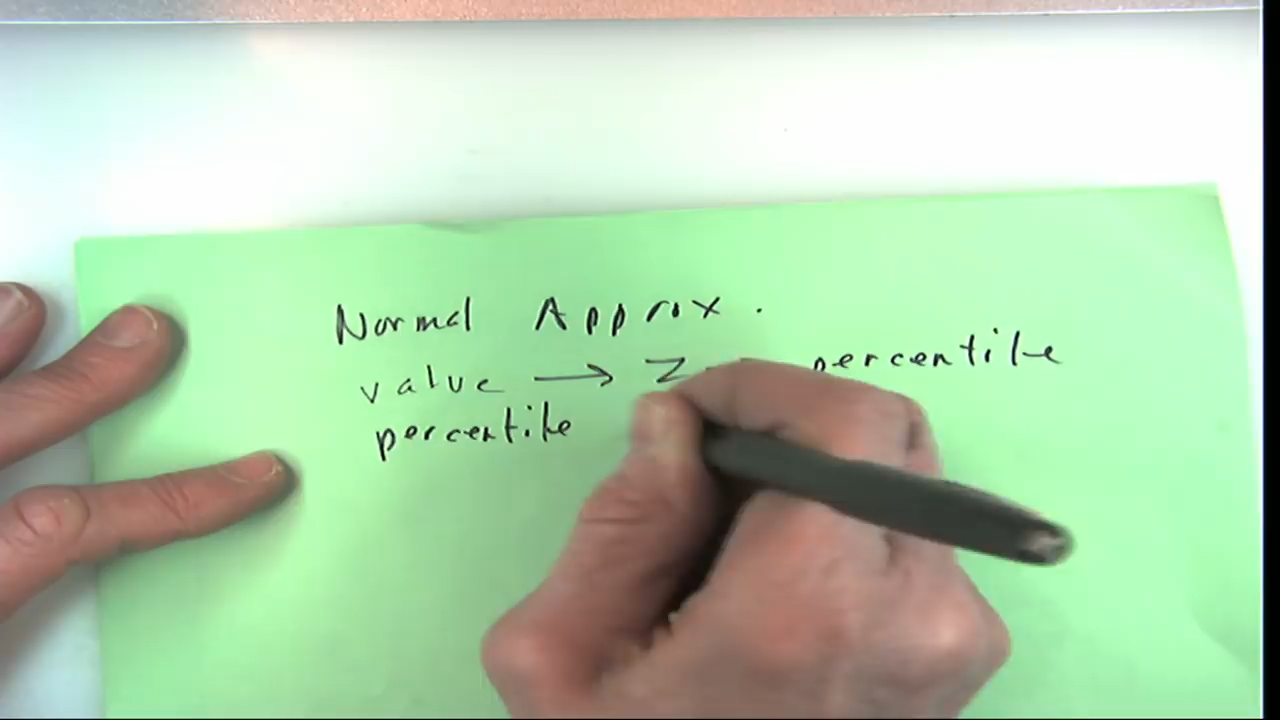 Normal Approx.
value → Z percentile
percentile